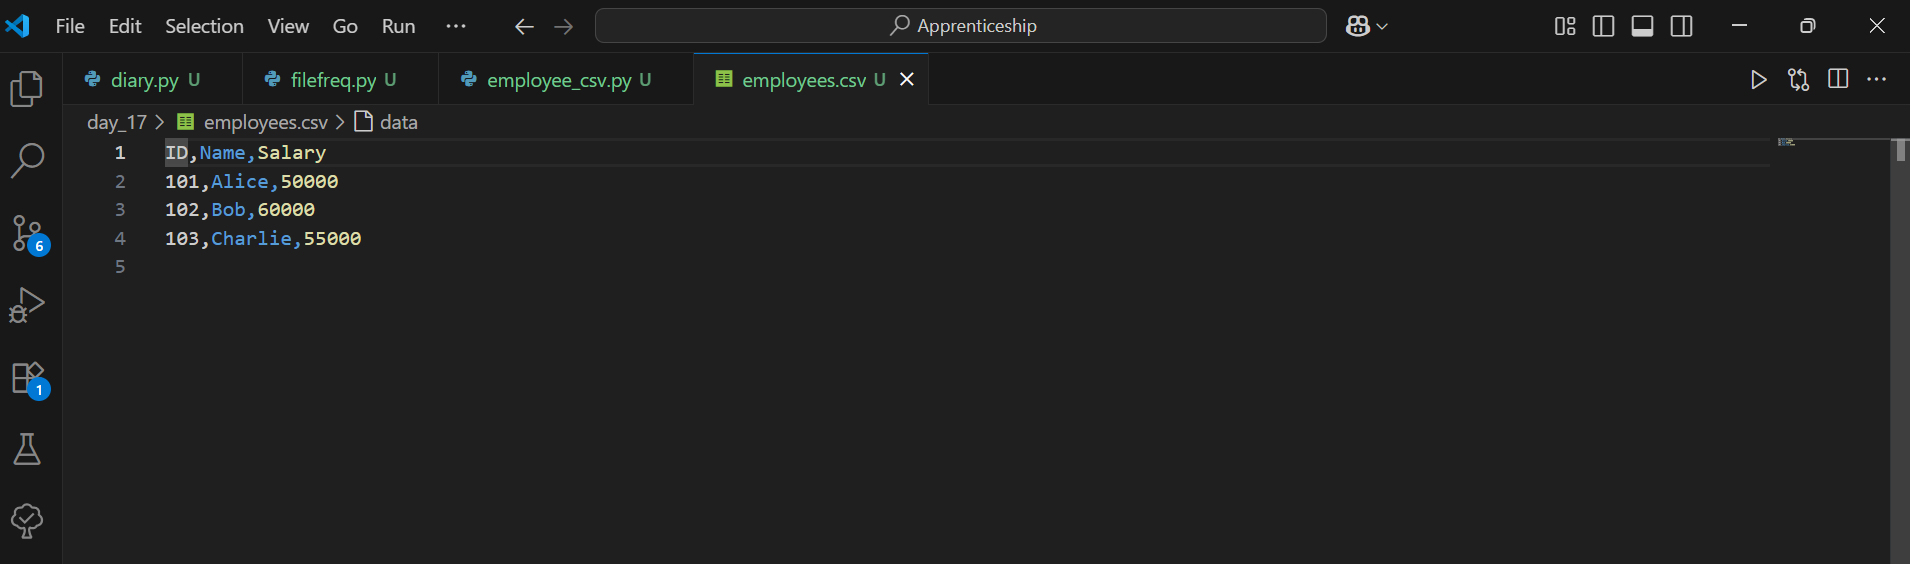 File Edit Selection View Go Run ··· Apprenticeship
diary.py U filefreq.py U employee_csv.py U employees.csv U
day_17 > employees.csv > data
1 ID,Name,Salary
2 101,Alice,50000
3 102,Bob,60000
4 103,Charlie,55000
5
6
1